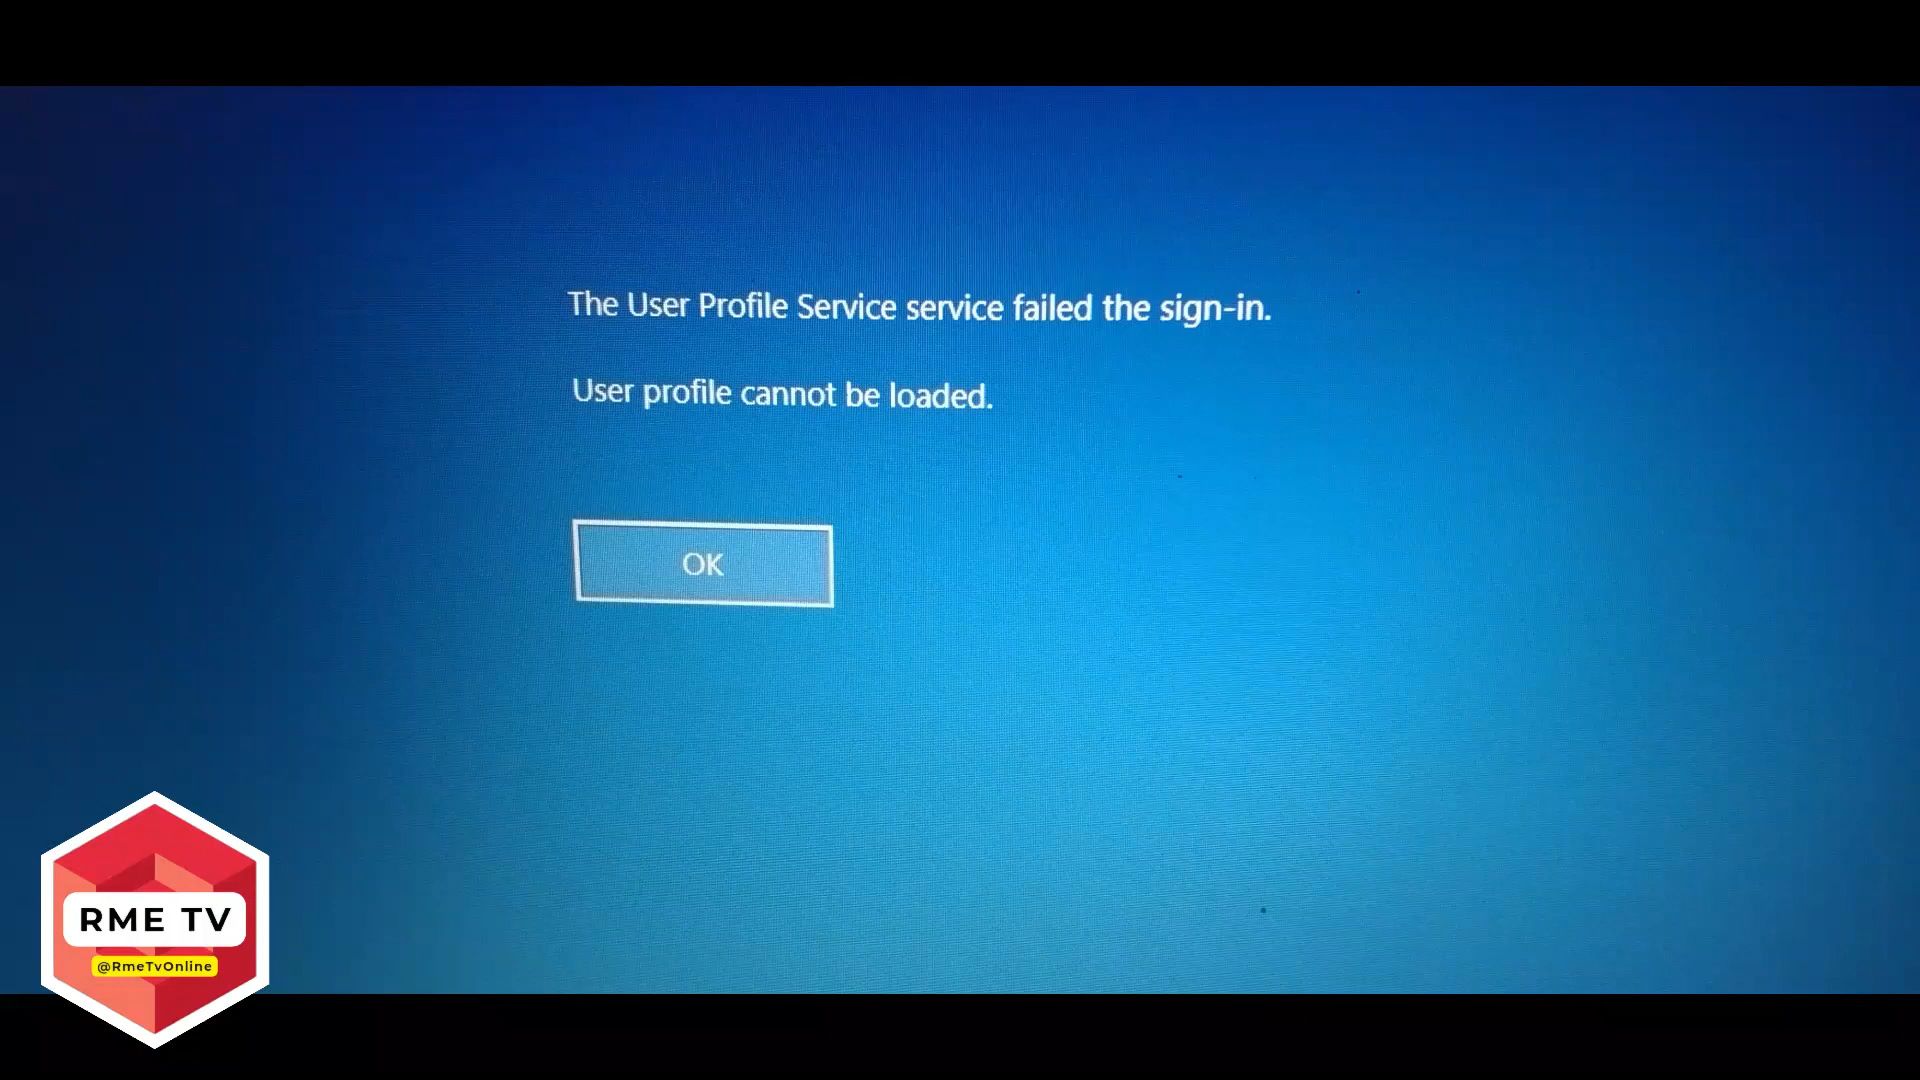 The User Profile Service service failed the sign-in.
User profile cannot be loaded.
OK
RME TV
@RmeTvOnline